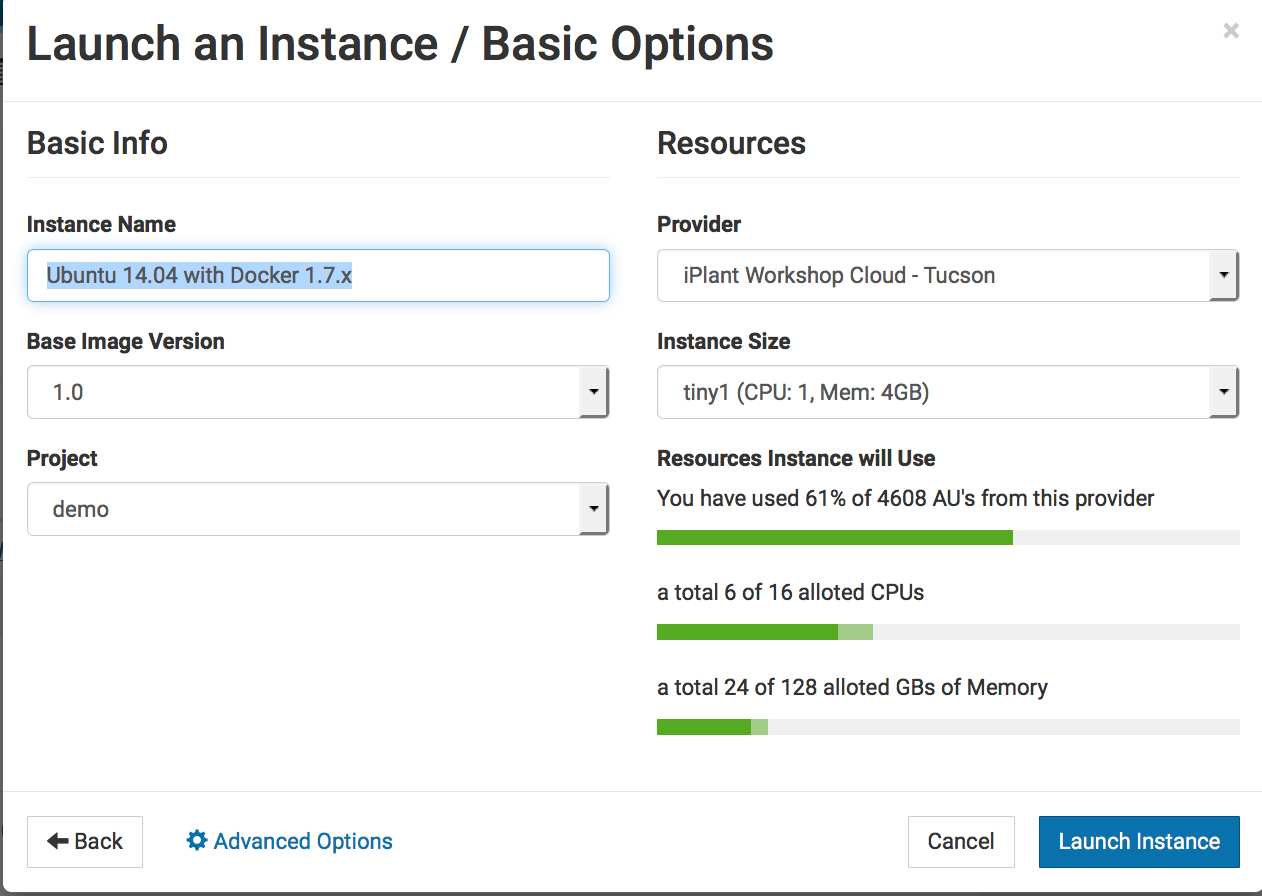 Launch an Instance / Basic Options
×
Basic Info
Instance Name
Ubuntu 14.04 with Docker 1.7.x
Base Image Version
1.0
Project
demo
Resources
Provider
iPlant Workshop Cloud - Tucson
Instance Size
tiny1 (CPU: 1, Mem: 4GB)
Resources Instance will Use
You have used 61% of 4608 AU's from this provider
a total 6 of 16 alloted CPUs
a total 24 of 128 alloted GBs of Memory
Back
Advanced Options
Cancel
Launch Instance